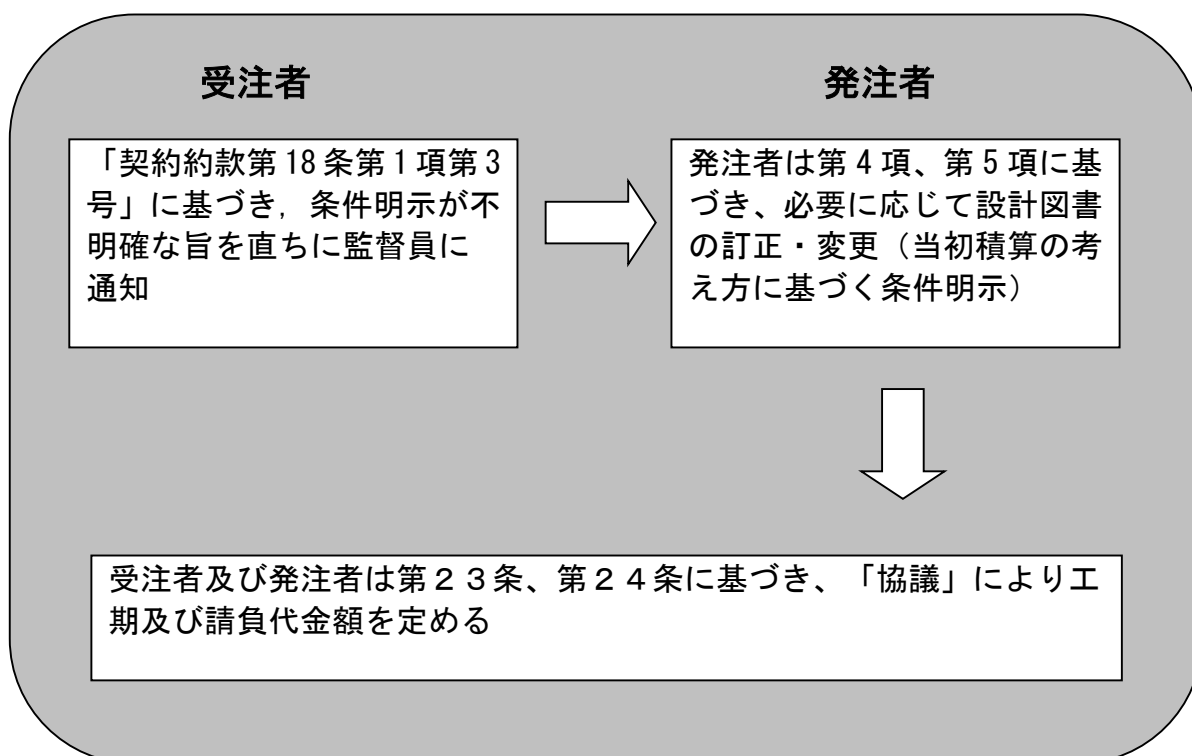 受注者
発注者
「契約約款第18条第1項第3
号」に基づき,条件明示が不
明確な旨を直ちに監督員に
通知
発注者は第4項、第5項に基
づき、必要に応じて設計図書
の訂正・変更(当初積算の考
え方に基づく条件明示)
受注者及び発注者は第23条、第24条に基づき、「協議」により工
期及び請負代金額を定める